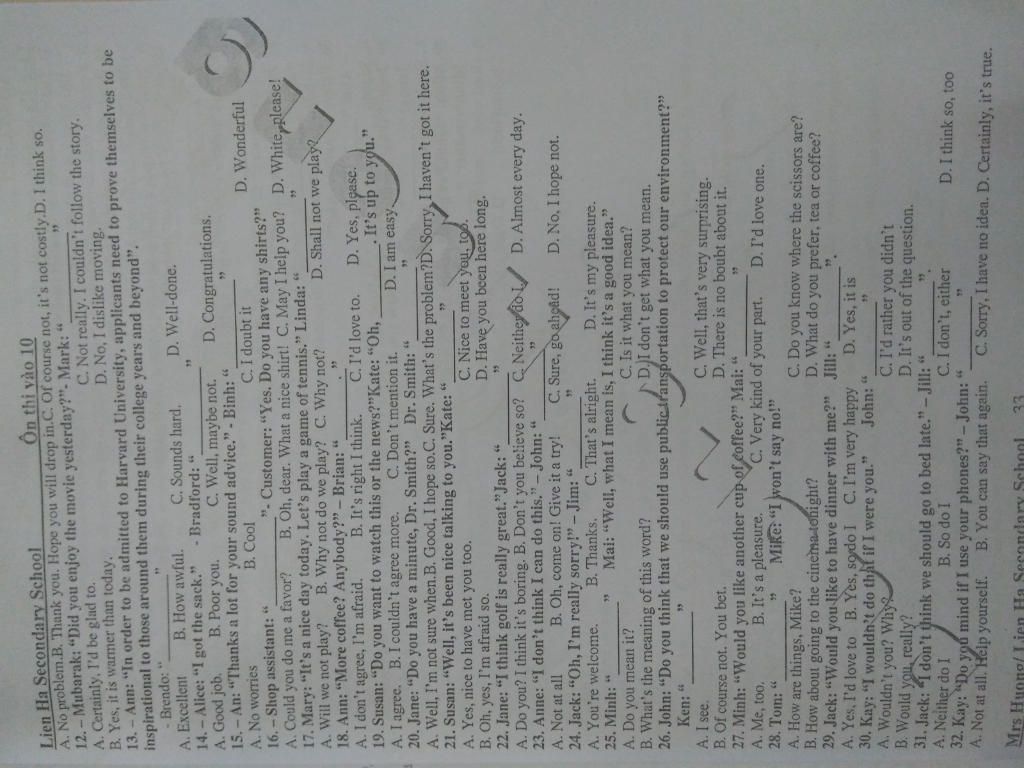 Lien Ha Secondary School Ôn thi vào 10
A. No problem.B. Thank you. Hope you will drop in.C. Of course not, it's not costly.D. I think so.
12. – Mubarak: "Did you enjoy the movie yesterday?"- Mark: "________"
A. Certainly, I'd be glad to. C. Not really. I couldn't follow the story.
B. Yes, it is warmer than today. D. No, I dislike moving.
13. – Ann: "In order to be admitted to Harvard University, applicants need to prove themselves to be
inspirational to those around them during their college years and beyond".
- Brendo: "________"
A. Excellent B. How awful. C. Sounds hard. D. Well-done.
14. – Alice: "I got the sack." - Bradford: "________"
A. Good job. B. Poor you. C. Well, maybe not. D. Congratulations.
15. – An: "Thanks a lot for your sound advice." - Binh: "________"
A. No worries B. Cool C. I doubt it D. Wonderful
16. – Shop assistant: "________". Customer: "Yes. Do you have any shirts?"
A. Could you do me a favor? B. Oh, dear. What a nice shirt! C. May I help you? D. White, please!
17. Mary: "It's a nice day today. Let's play a game of tennis." Linda: "________"
A. Will we not play? B. Why not do we play? C. Why not? D. Shall not we play?
18. Ann: "More coffee? Anybody?" – Brian: "________."
A. I don't agree, I'm afraid. B. It's right I think. C. I'd love to. D. Yes, please.
19. Susan: "Do you want to watch this or the news?"Kate: "Oh, ________. It's up to you."
A. I agree. B. I couldn't agree more. C. Don't mention it. D. I am easy
20. Jane: "Do you have a minute, Dr. Smith?" Dr. Smith: "________"
A. Well, I'm not sure when.B. Good, I hope so.C. Sure. What's the problem?D. Sorry, I haven't got it here.
21. Susan: "Well, it's been nice talking to you."Kate: "________"
A. Yes, nice to have met you too. C. Nice to meet you too.
B. Oh, yes, I'm afraid so. D. Have you been here long.
22. Jane: "I think golf is really great."Jack: "________"
A. Do you? I think it's boring. B. Don't you believe so? C. Neither do I. D. Almost every day.
23. Anne: "I don't think I can do this." – John: "________"
A. Not at all B. Oh, come on! Give it a try! C. Sure, go ahead! D. No, I hope not.
24. Jack: "Oh, I'm really sorry!" – Jim: "________"
A. You're welcome. B. Thanks. C. That's alright. D. It's my pleasure.
25. Minh: "________" Mai: "Well, what I mean is, I think it's a good idea."
A. Do you mean it? C. Is it what you mean?
B. What's the meaning of this word? D. I don't get what you mean.
26. John: "Do you think that we should use public transportation to protect our environment?"
Ken: "________"
A. I see. C. Well, that's very surprising.
B. Of course not. You bet. D. There is no doubt about it.
27. Minh: "Would you like another cup of coffee?" Mai: "________"
A. Me, too. B. It's a pleasure. C. Very kind of your part. D. I'd love one.
28. Tom: "________" Mike: "I won't say no!"
A. How are things, Mike? C. Do you know where the scissors are?
B. How about going to the cinema tonight? D. What do you prefer, tea or coffee?
29. Jack: "Would you like to have dinner with me?" Jill: "________"
A. Yes, I'd love to B. Yes, so do I C. I'm very happy D. Yes, it is
30. Kay: "I wouldn't do that if I were you." John: "________"
A. Wouldn't you? Why? C. I'd rather you didn't
B. Would you really? D. It's out of the question.
31. Jack: "I don't think we should go to bed late." – Jill: "________".
A. Neither do I B. So do I C. I don't, either D. I think so, too
32. Kay: "Do you mind if I use your phones?" – John: "________"
A. Not at all. Help yourself. B. You can say that again. C. Sorry, I have no idea. D. Certainly, it's true.
Mrs Huong/ Lien Ha Secondary School 33